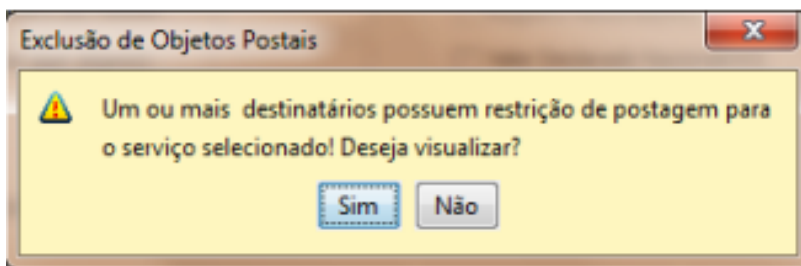 Exclusão de Objetos Postais
Um ou mais destinatários possuem restrição de postagem para
o serviço selecionado! Deseja visualizar?
Sim Não